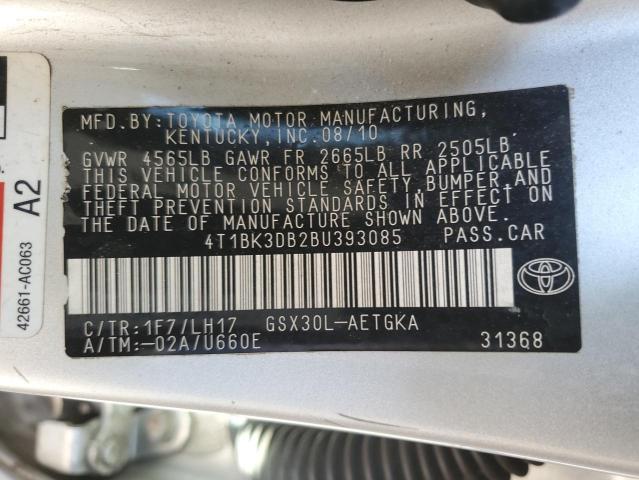 MFD.BY:TOYOTA MOTOR MANUFACTURING,
KENTUCKY,INC.08/10
GVWR 4565LB GAWR FR 2665LB RR 2505LB
THIS VEHICLE CONFORMS TO ALL APPLICABLE
FEDERAL MOTOR VEHICLE SAFETY,BUMPER,AND
THEFT PREVENTION STANDARDS IN EFFECT ON
THE DATE OF MANUFACTURE SHOWN ABOVE.
4T1BK3DB2BU393085 PASS.CAR
C/TR:1F7/LH17 GSX30L-AETGKA
A/TM:-02A/U660E 31368
A2
42661-AC063